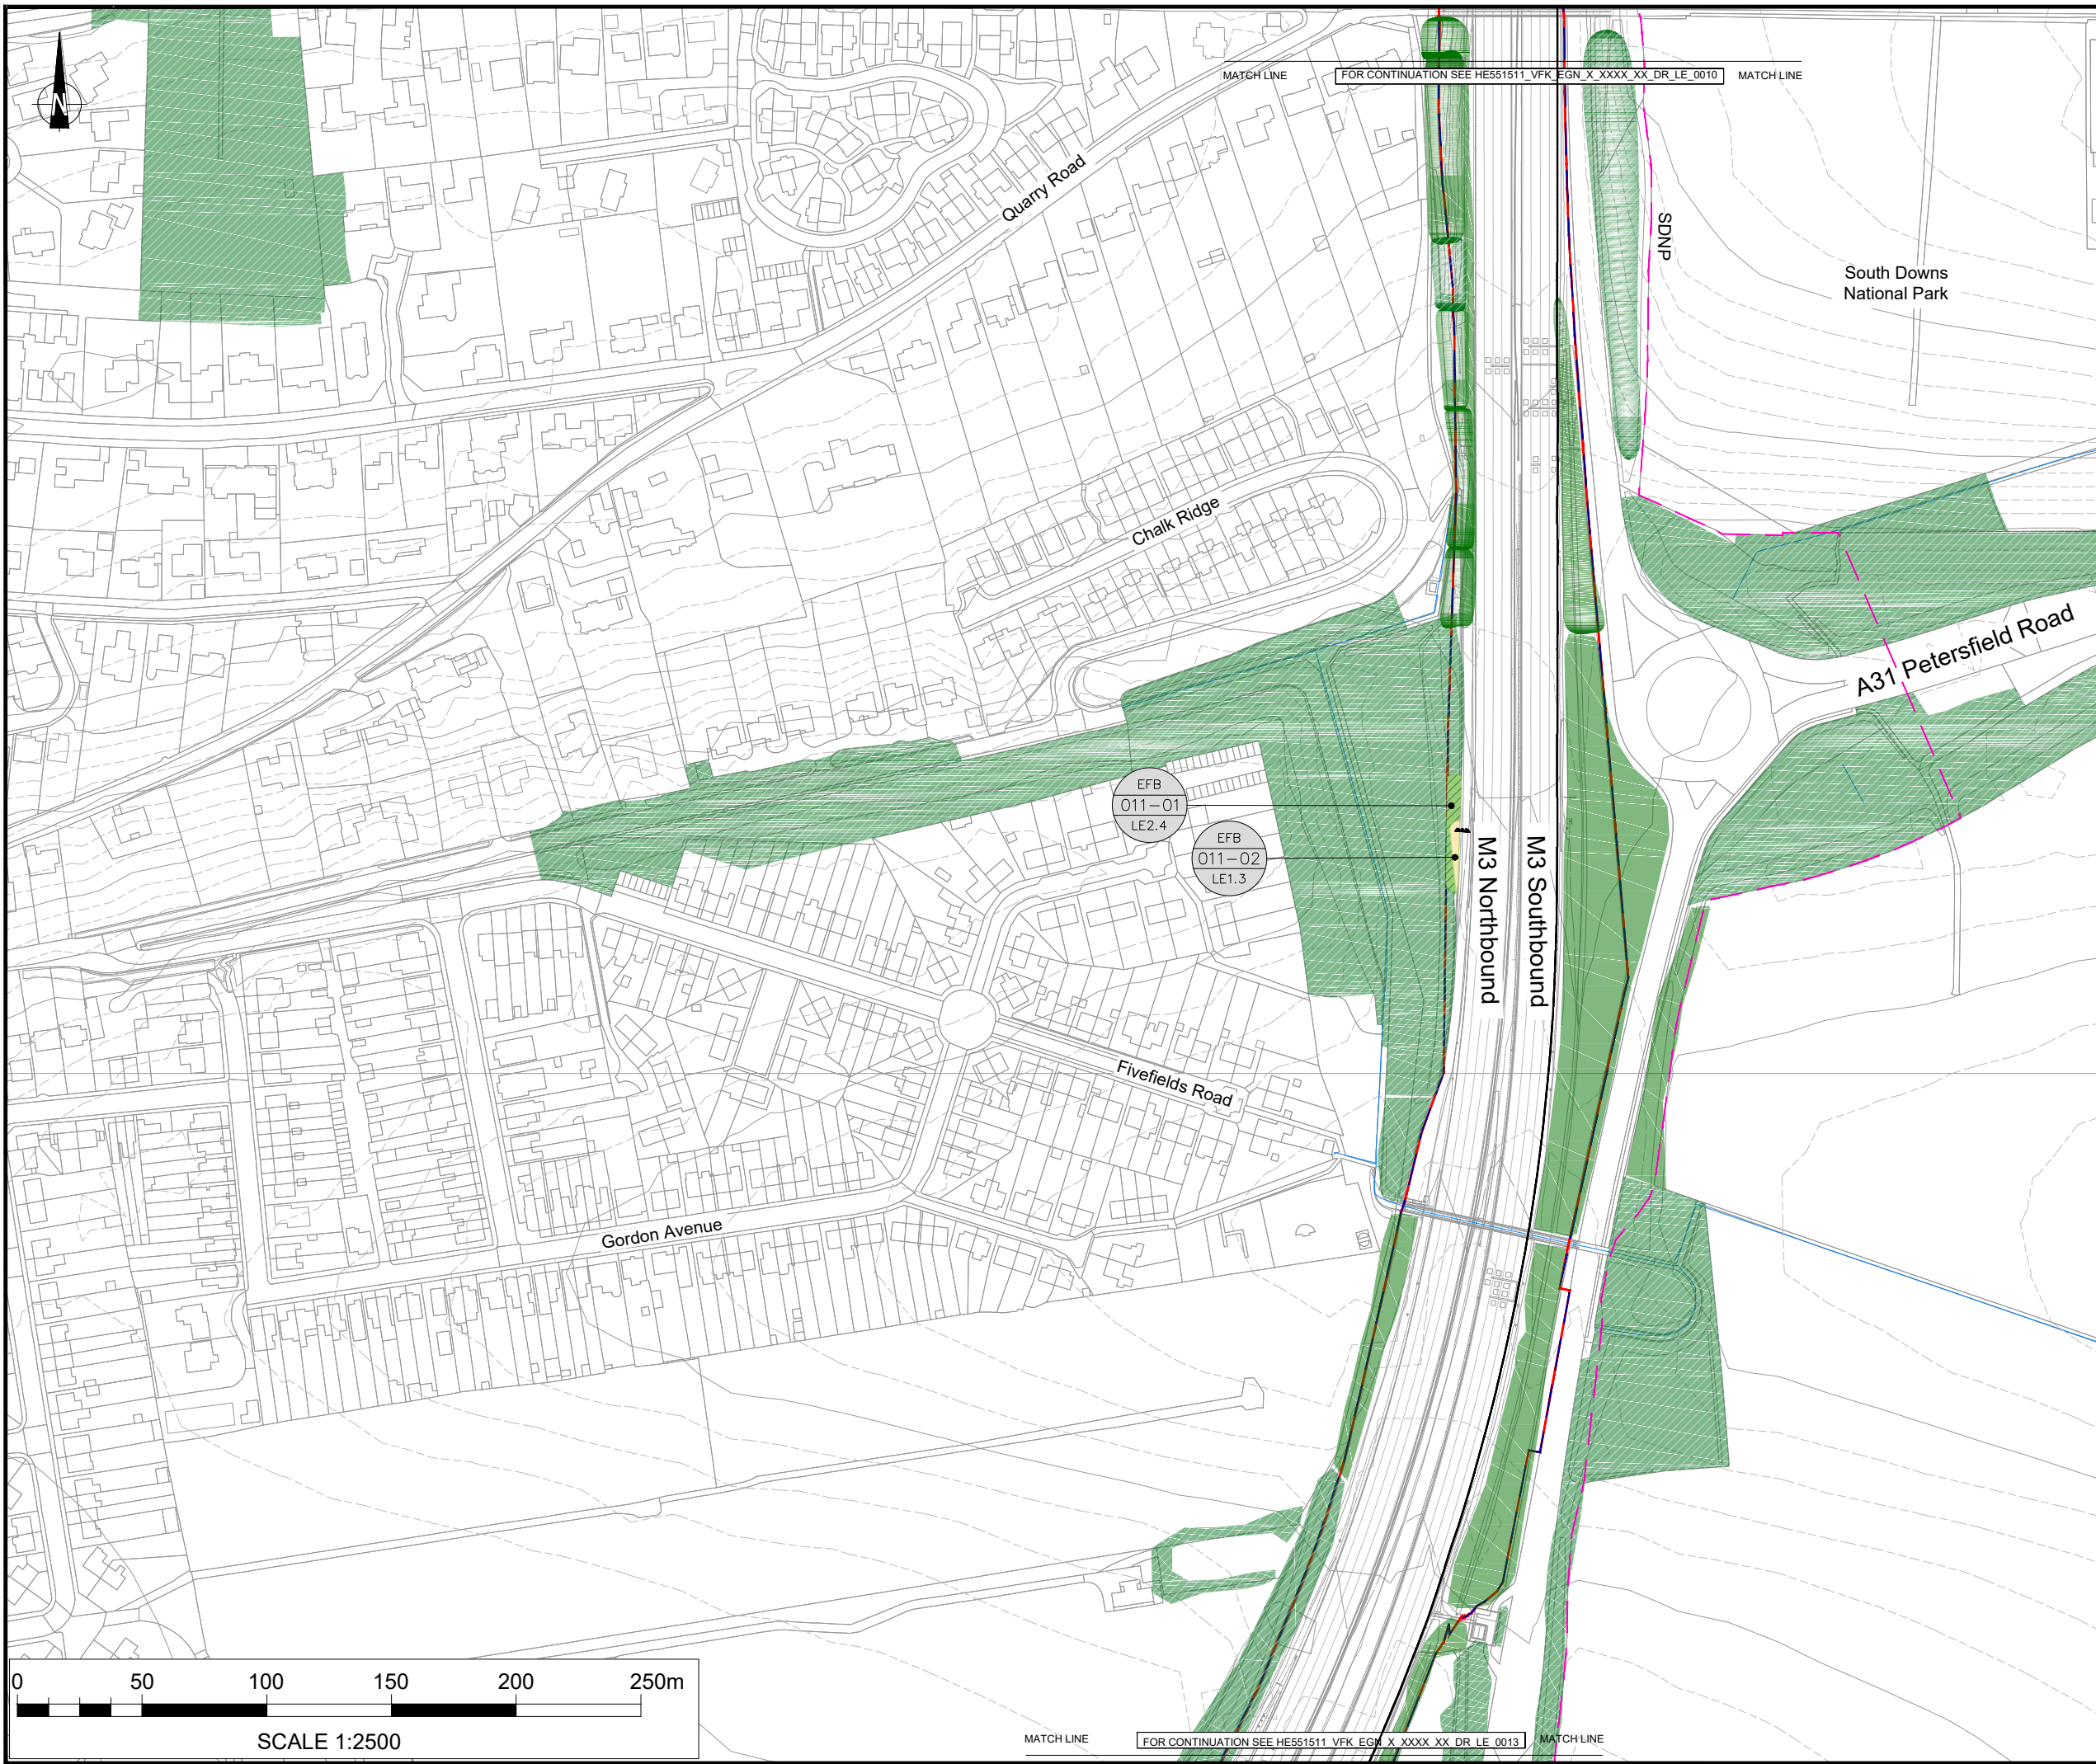 N
MATCH LINE FOR CONTINUATION SEE HE551511_VFK_EGN_X_XXXX_XX_DR_LE_0010 MATCH LINE
Quarry Road
SDNP
South Downs
National Park
Chalk Ridge
A31 Petersfield Road
EFB
011-01
LE2.4
EFB
011-02
LE1.3
M3 Northbound
M3 Southbound
Fivefields Road
Gordon Avenue
0 50 100 150 200 250m
SCALE 1:2500
MATCH LINE FOR CONTINUATION SEE HE551511_VFK_EGN_X_XXXX_XX_DR_LE_0013 MATCH LINE